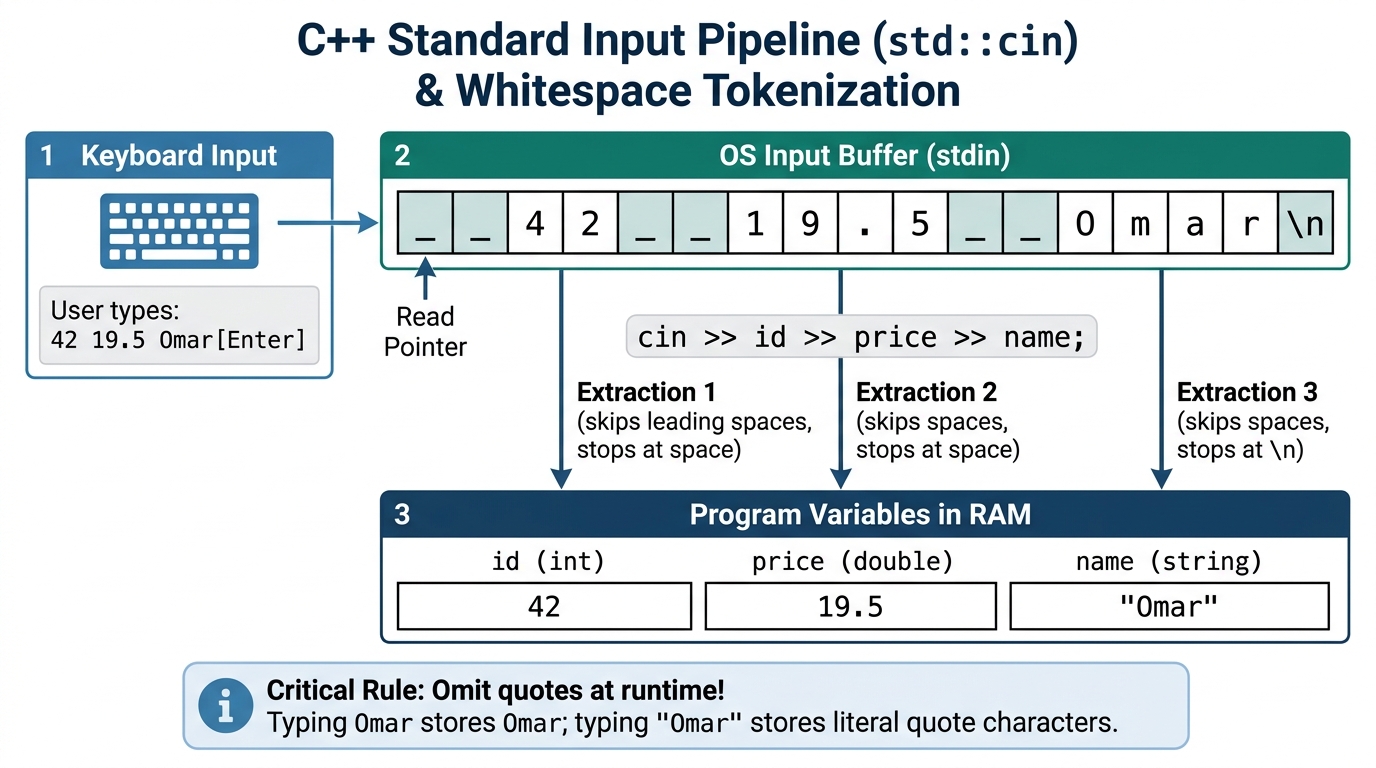 C++ Standard Input Pipeline (std::cin)
& Whitespace Tokenization
1 Keyboard Input
User types:
42 19.5 Omar[Enter]
2 OS Input Buffer (stdin)
_ _ 4 2 _ _ 1 9 . 5 _ _ O m a r \n
Read
Pointer
cin >> id >> price >> name;
Extraction 1
(skips leading spaces,
stops at space)
Extraction 2
(skips spaces,
stops at space)
Extraction 3
(skips spaces,
stops at \n)
3 Program Variables in RAM
id (int)
42
price (double)
19.5
name (string)
"Omar"
Critical Rule: Omit quotes at runtime!
Typing Omar stores Omar; typing "Omar" stores literal quote characters.